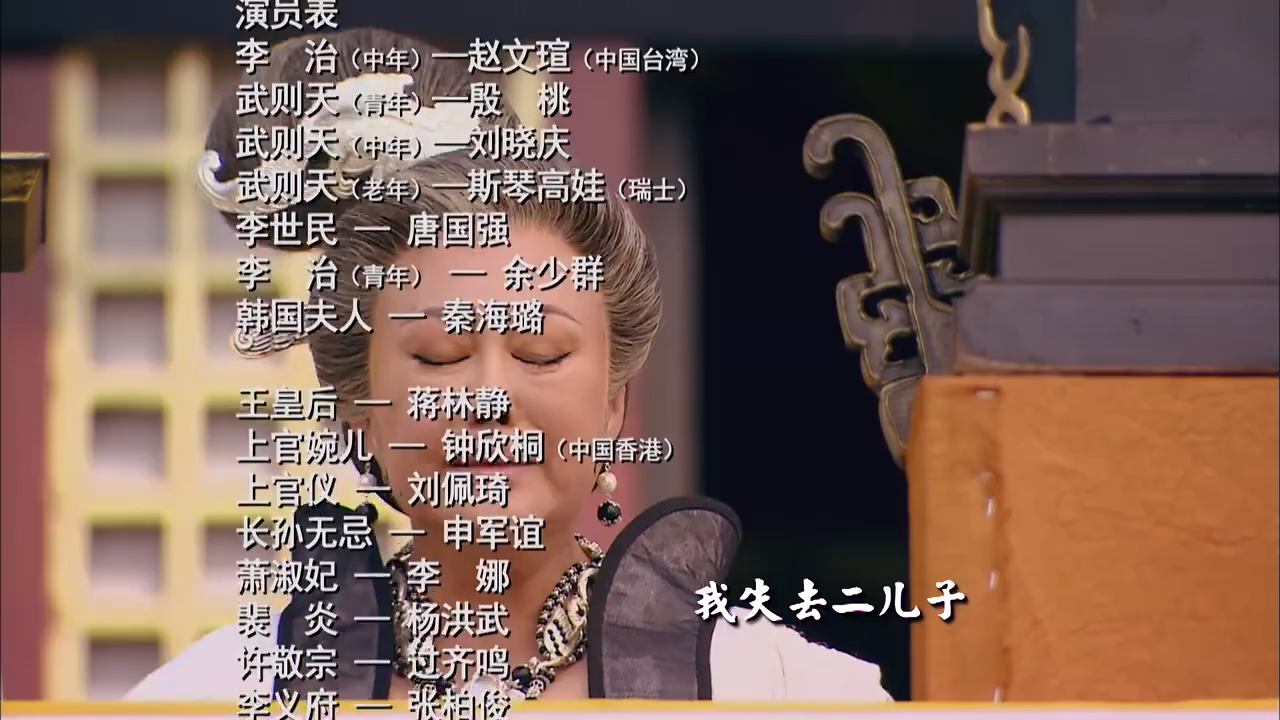 演员表
李　治（中年）—赵文瑄（中国台湾）
武则天（青年）—殷　桃
武则天（中年）—刘晓庆
武则天（老年）—斯琴高娃（瑞士）
李世民 — 唐国强
李　治（青年） — 余少群
韩国夫人 — 秦海璐
王皇后 — 蒋林静
上官婉儿 — 钟欣桐（中国香港）
上官仪 — 刘佩琦
长孙无忌 — 申军谊
萧淑妃 — 李　娜
我失去二儿子
裴　炎 — 杨洪武
许敬宗 — 过齐鸣
李义府 — 张柏俊